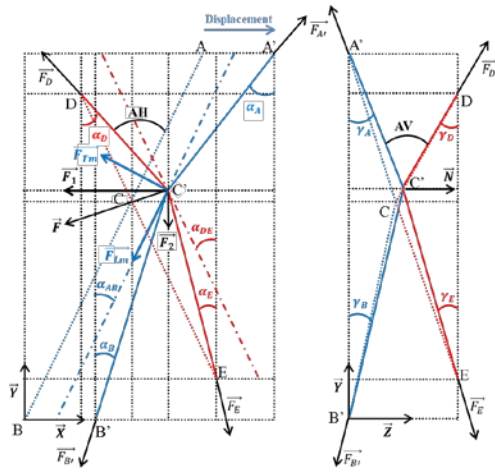 Displacement
A
A'
F_A'
A'
F_A'
F_D
D
AH
α_A
α_D
F_Tm
F_1
C'
C
F
F_2
F_Lm
α_DE
α_AB'
α_E
α_B
E
Y
B
X
B'
F_B'
F_E
F_D
D
γ_A
AV
γ_D
C'
N
C
γ_B
γ_E
Y
E
B'
Z
F_B'
F_E